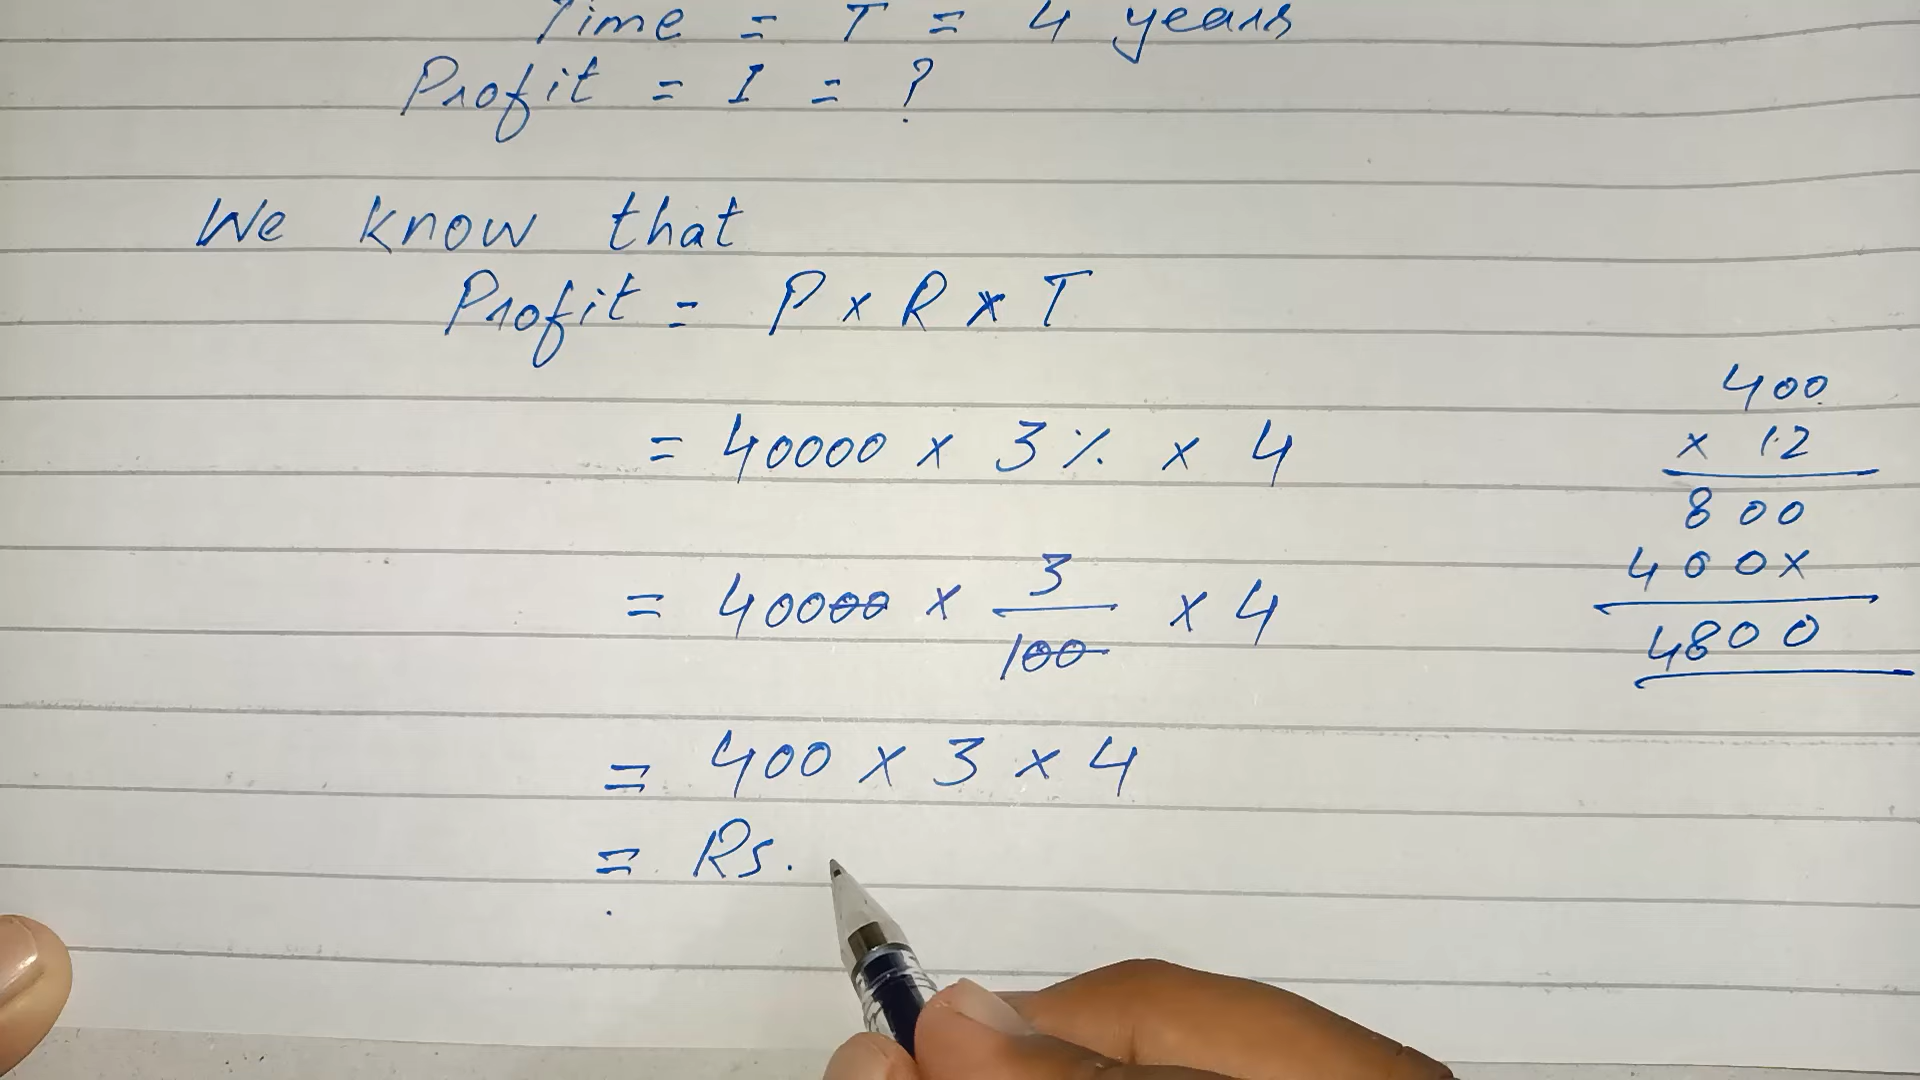 Time = T = 4 years
Profit = I = ?
We know that
Profit = P × R × T
= 40000 × 3% × 4
= 40000 × 3/100 × 4
= 400 × 3 × 4
= Rs.
400
× 12
800
400×
4800